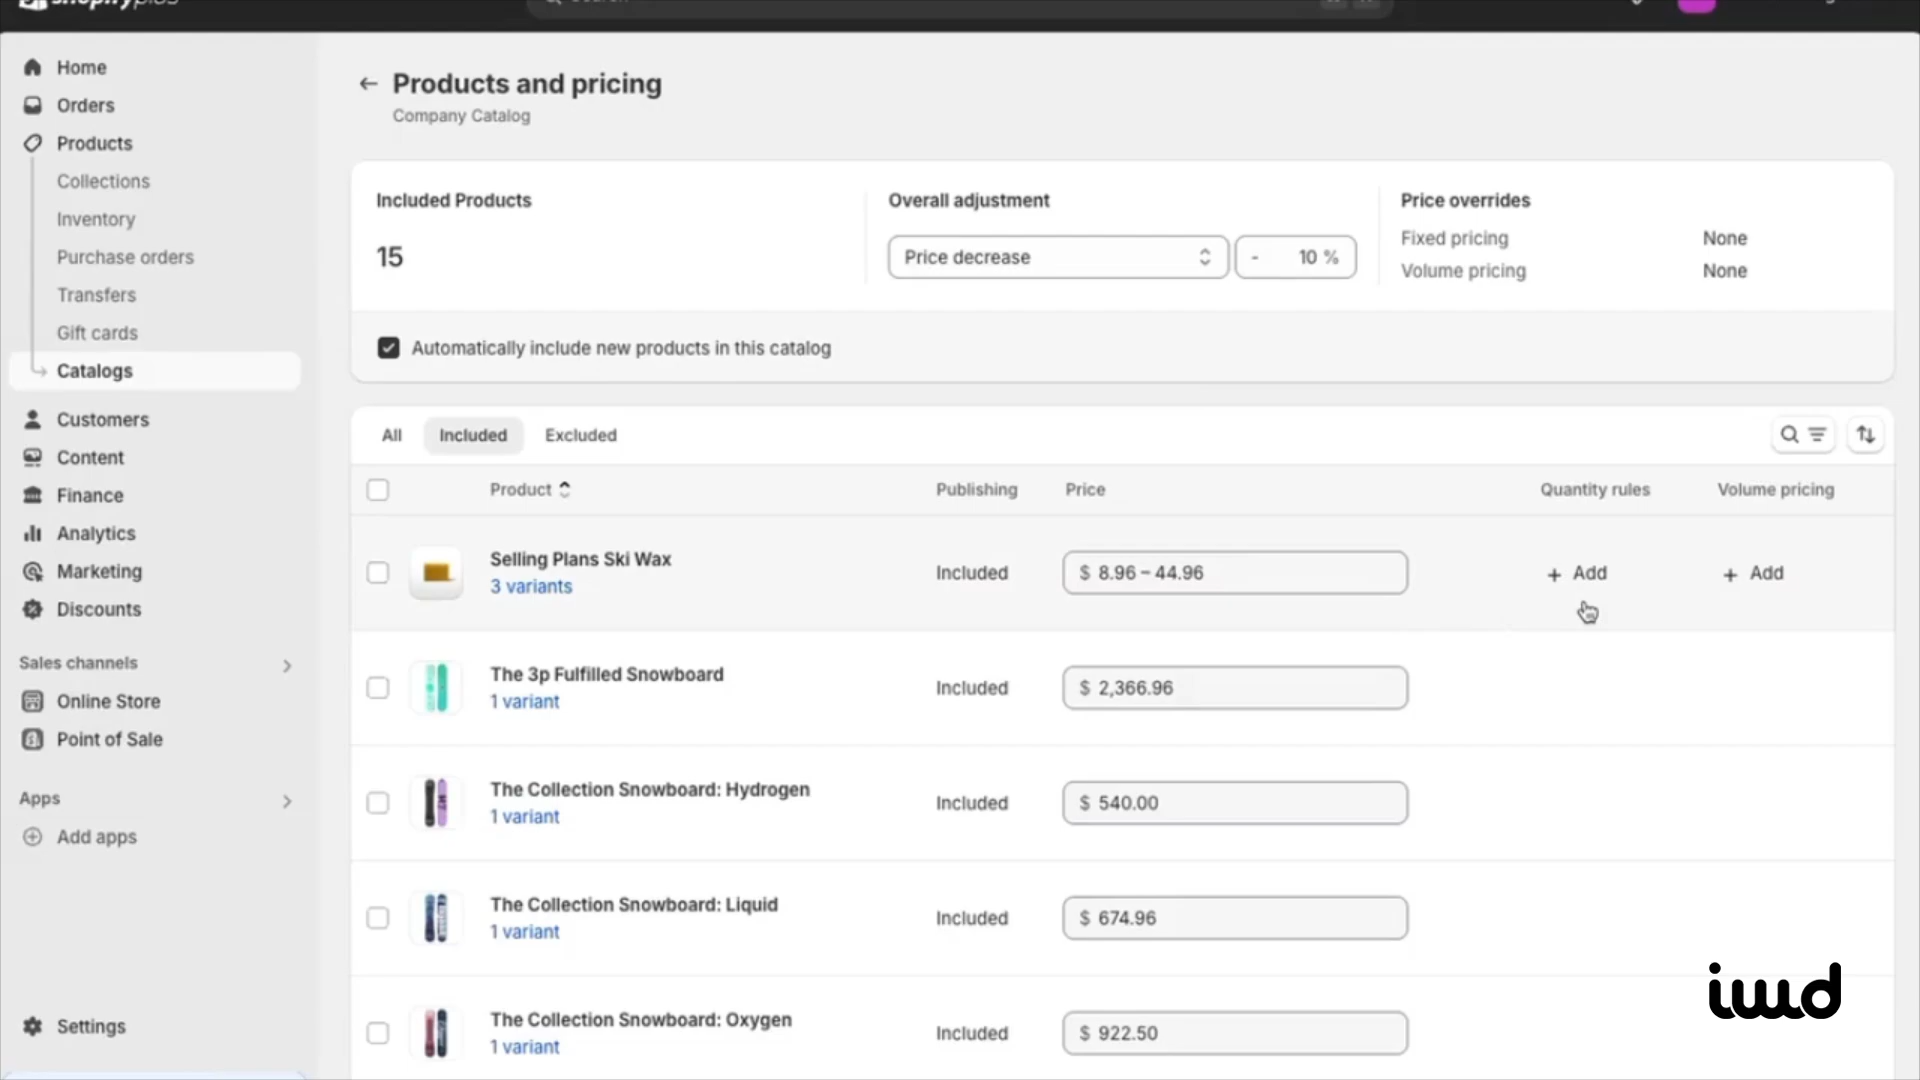 shopifyplus
Search
Home
Orders
Products
Collections
Inventory
Purchase orders
Transfers
Gift cards
Catalogs
Customers
Content
Finance
Analytics
Marketing
Discounts
Sales channels
Online Store
Point of Sale
Apps
Add apps
Settings
Products and pricing
Company Catalog
Included Products
15
Overall adjustment
Price decrease
- 10 %
Price overrides
Fixed pricing None
Volume pricing None
Automatically include new products in this catalog
All Included Excluded
Product Publishing Price Quantity rules Volume pricing
Selling Plans Ski Wax
3 variants
Included
$ 8.96 – 44.96
+ Add
+ Add
The 3p Fulfilled Snowboard
1 variant
Included
$ 2,366.96
The Collection Snowboard: Hydrogen
1 variant
Included
$ 540.00
The Collection Snowboard: Liquid
1 variant
Included
$ 674.96
The Collection Snowboard: Oxygen
1 variant
Included
$ 922.50
iwd